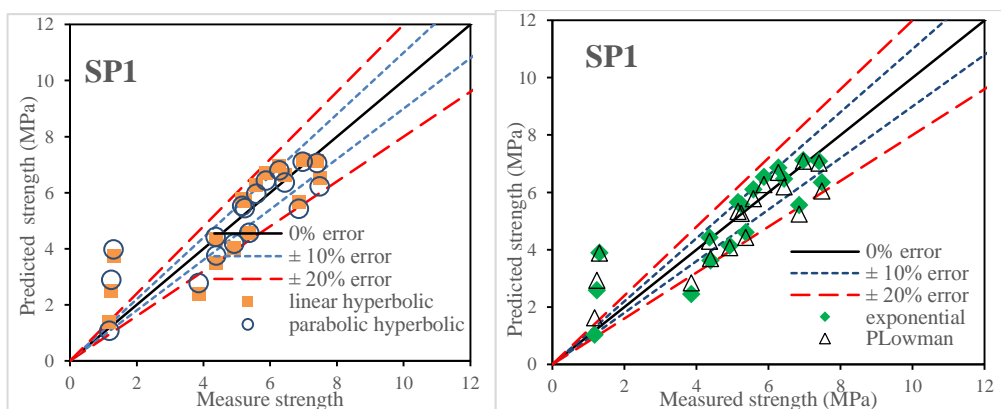 SP1
Predicted strength (MPa)
12
10
8
6
4
2
0
0 2 4 6 8 10 12
Measure strength
0% error
± 10% error
± 20% error
linear hyperbolic
parabolic hyperbolic
SP1
Predicted strength (MPa)
12
10
8
6
4
2
0
0 2 4 6 8 10 12
Measured strength (MPa)
0% error
± 10% error
± 20% error
exponential
PLowman